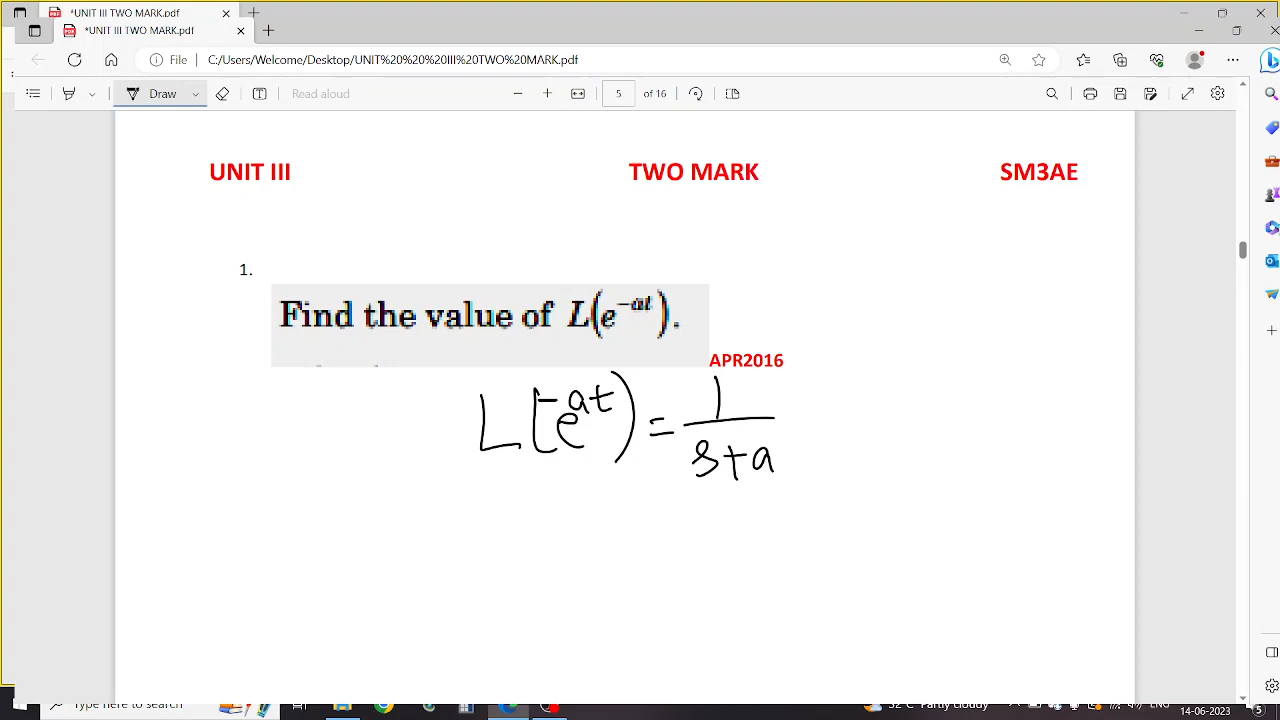 *UNIT III TWO MARK.pdf
*UNIT III TWO MARK.pdf
File C:/Users/Welcome/Desktop/UNIT%20%20%20III%20TWO%20MARK.pdf
Draw Read aloud 5 of 16
UNIT III TWO MARK SM3AE
1.
Find the value of L(e^{-at}).
APR2016
L(-e^{at}) = 1/(s+a)
Type here to search 32°C Partly cloudy
14-06-2023 5